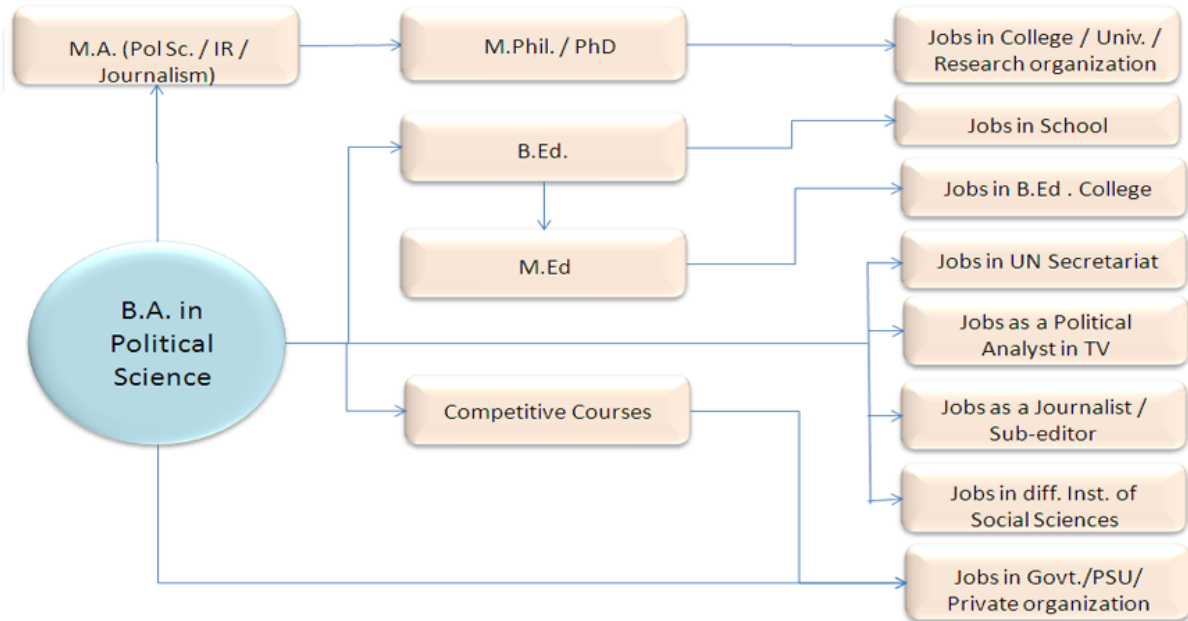 M.A. (Pol Sc. / IR /
Journalism)
M.Phil. / PhD
Jobs in College / Univ. /
Research organization
B.Ed.
Jobs in School
Jobs in B.Ed . College
M.Ed
Jobs in UN Secretariat
B.A. in
Political
Science
Jobs as a Political
Analyst in TV
Competitive Courses
Jobs as a Journalist /
Sub-editor
Jobs in diff. Inst. of
Social Sciences
Jobs in Govt./PSU/
Private organization